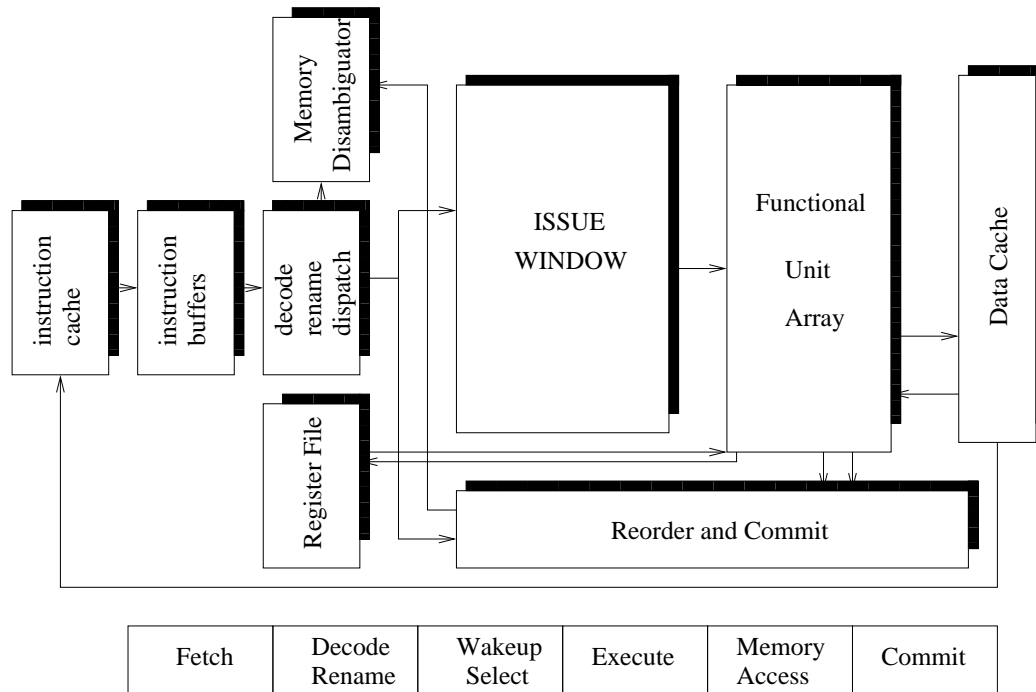 Memory
Disambiguator
instruction
cache
instruction
buffers
decode
rename
dispatch
ISSUE
WINDOW
Functional
Unit
Array
Data Cache
Register File
Reorder and Commit
Fetch
Decode
Rename
Wakeup
Select
Execute
Memory
Access
Commit